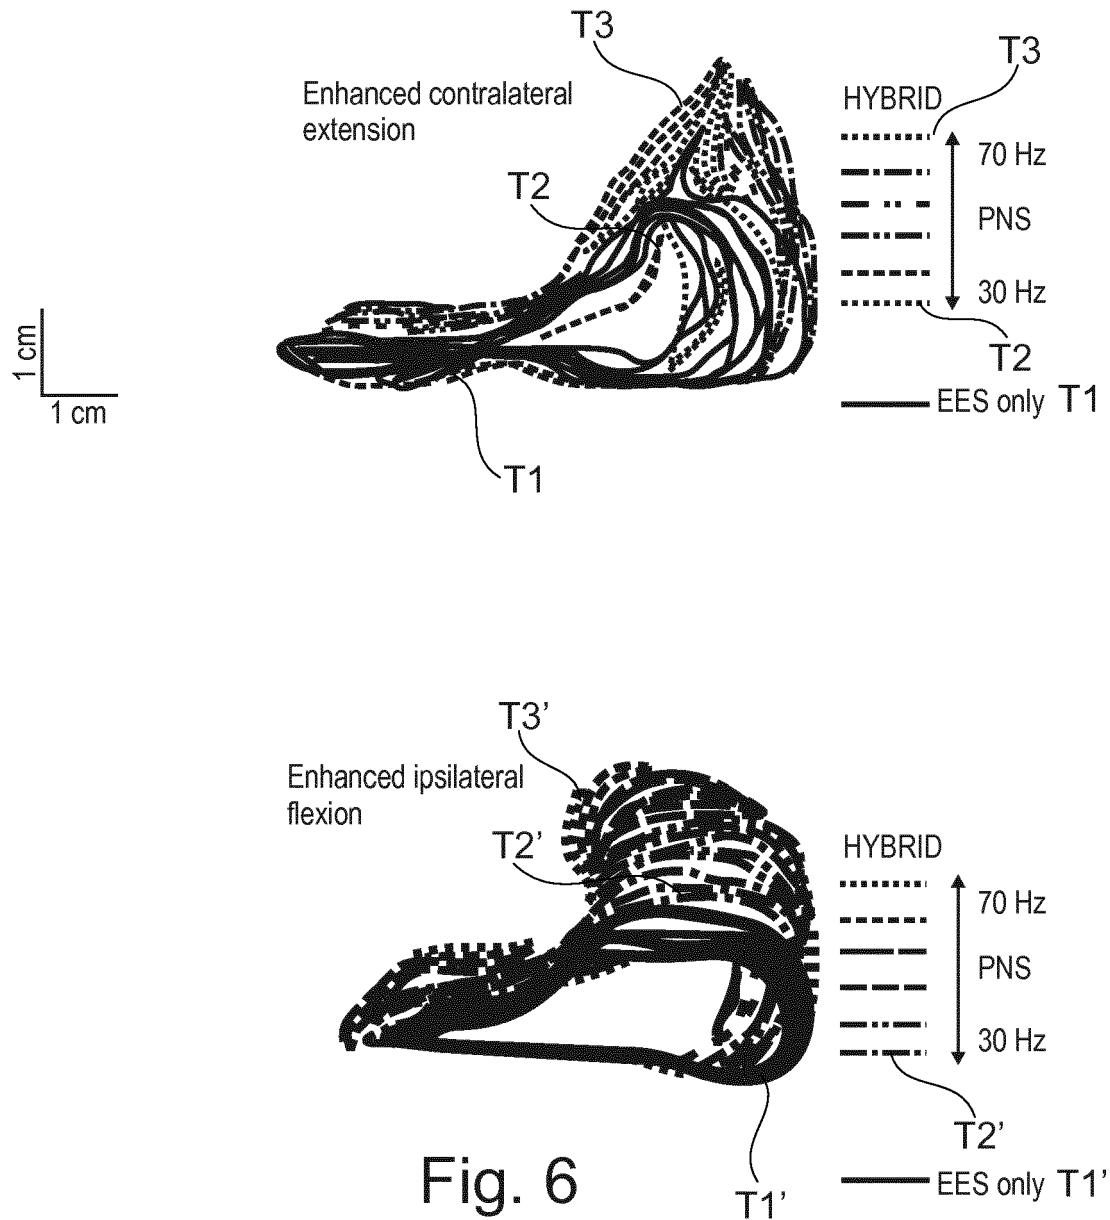 T3
T3
Enhanced contralateral
extension
HYBRID
70 Hz
T2
PNS
30 Hz
1 cm
1 cm
T2
EES only T1
T1
T3’
Enhanced ipsilateral
flexion
T2’
HYBRID
70 Hz
PNS
30 Hz
T2’
Fig. 6
T1’
EES only T1’